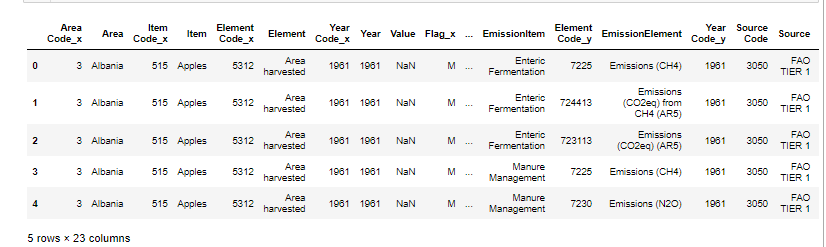 Area Code_x Area Item Code_x Item Element Code_x Element Year Code_x Year Value Flag_x ... EmissionItem Element Code_y EmissionElement Year Code_y Source Code Source
0 3 Albania 515 Apples 5312 Area harvested 1961 1961 NaN M ... Enteric Fermentation 7225 Emissions (CH4) 1961 3050 FAO TIER 1
1 3 Albania 515 Apples 5312 Area harvested 1961 1961 NaN M ... Enteric Fermentation 724413 Emissions (CO2eq) from CH4 (AR5) 1961 3050 FAO TIER 1
2 3 Albania 515 Apples 5312 Area harvested 1961 1961 NaN M ... Enteric Fermentation 723113 Emissions (CO2eq) (AR5) 1961 3050 FAO TIER 1
3 3 Albania 515 Apples 5312 Area harvested 1961 1961 NaN M ... Manure Management 7225 Emissions (CH4) 1961 3050 FAO TIER 1
4 3 Albania 515 Apples 5312 Area harvested 1961 1961 NaN M ... Manure Management 7230 Emissions (N2O) 1961 3050 FAO TIER 1
5 rows × 23 columns